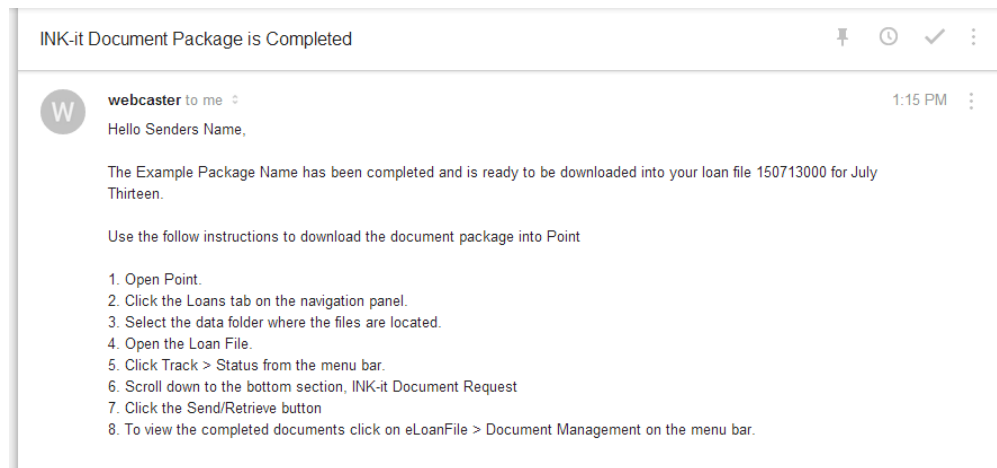 INK-it Document Package is Completed
W
webcaster to me
1:15 PM
Hello Senders Name,
The Example Package Name has been completed and is ready to be downloaded into your loan file 150713000 for July
Thirteen.
Use the follow instructions to download the document package into Point
1. Open Point.
2. Click the Loans tab on the navigation panel.
3. Select the data folder where the files are located.
4. Open the Loan File.
5. Click Track > Status from the menu bar.
6. Scroll down to the bottom section, INK-it Document Request
7. Click the Send/Retrieve button
8. To view the completed documents click on eLoanFile > Document Management on the menu bar.